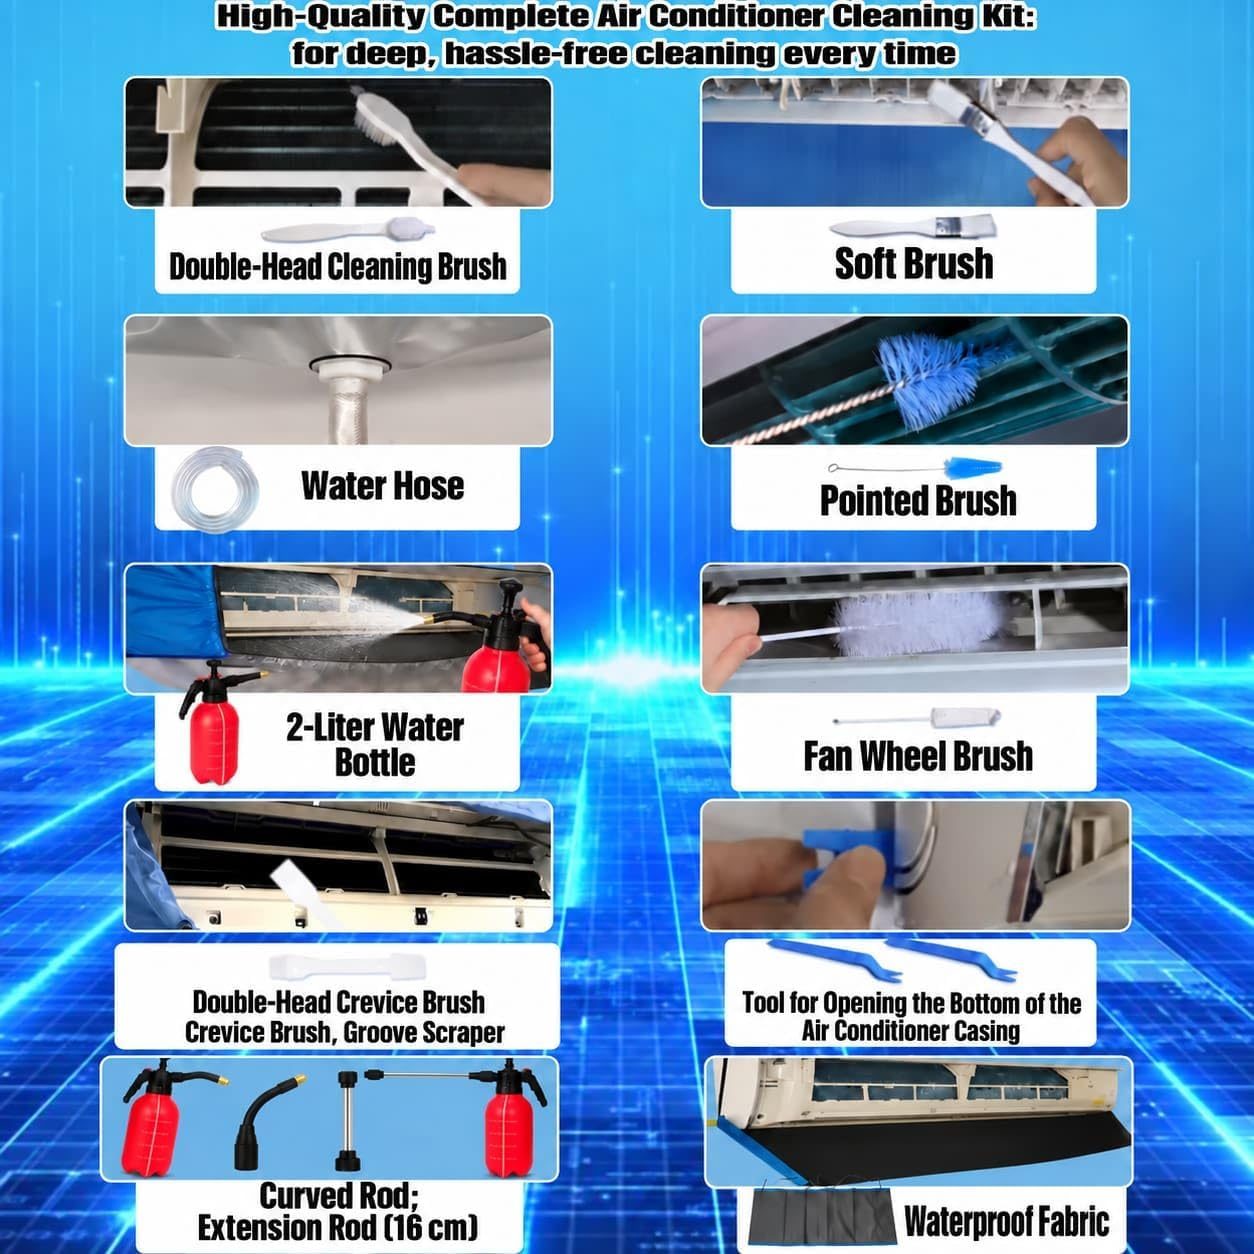 High-Quality Complete Air Conditioner Cleaning Kit:
for deep, hassle-free cleaning every time
Double-Head Cleaning Brush
Soft Brush
Water Hose
Pointed Brush
2-Liter Water
Bottle
Fan Wheel Brush
Double-Head Crevice Brush
Crevice Brush, Groove Scraper
Tool for Opening the Bottom of the
Air Conditioner Casing
Curved Rod;
Extension Rod (16 cm)
Waterproof Fabric